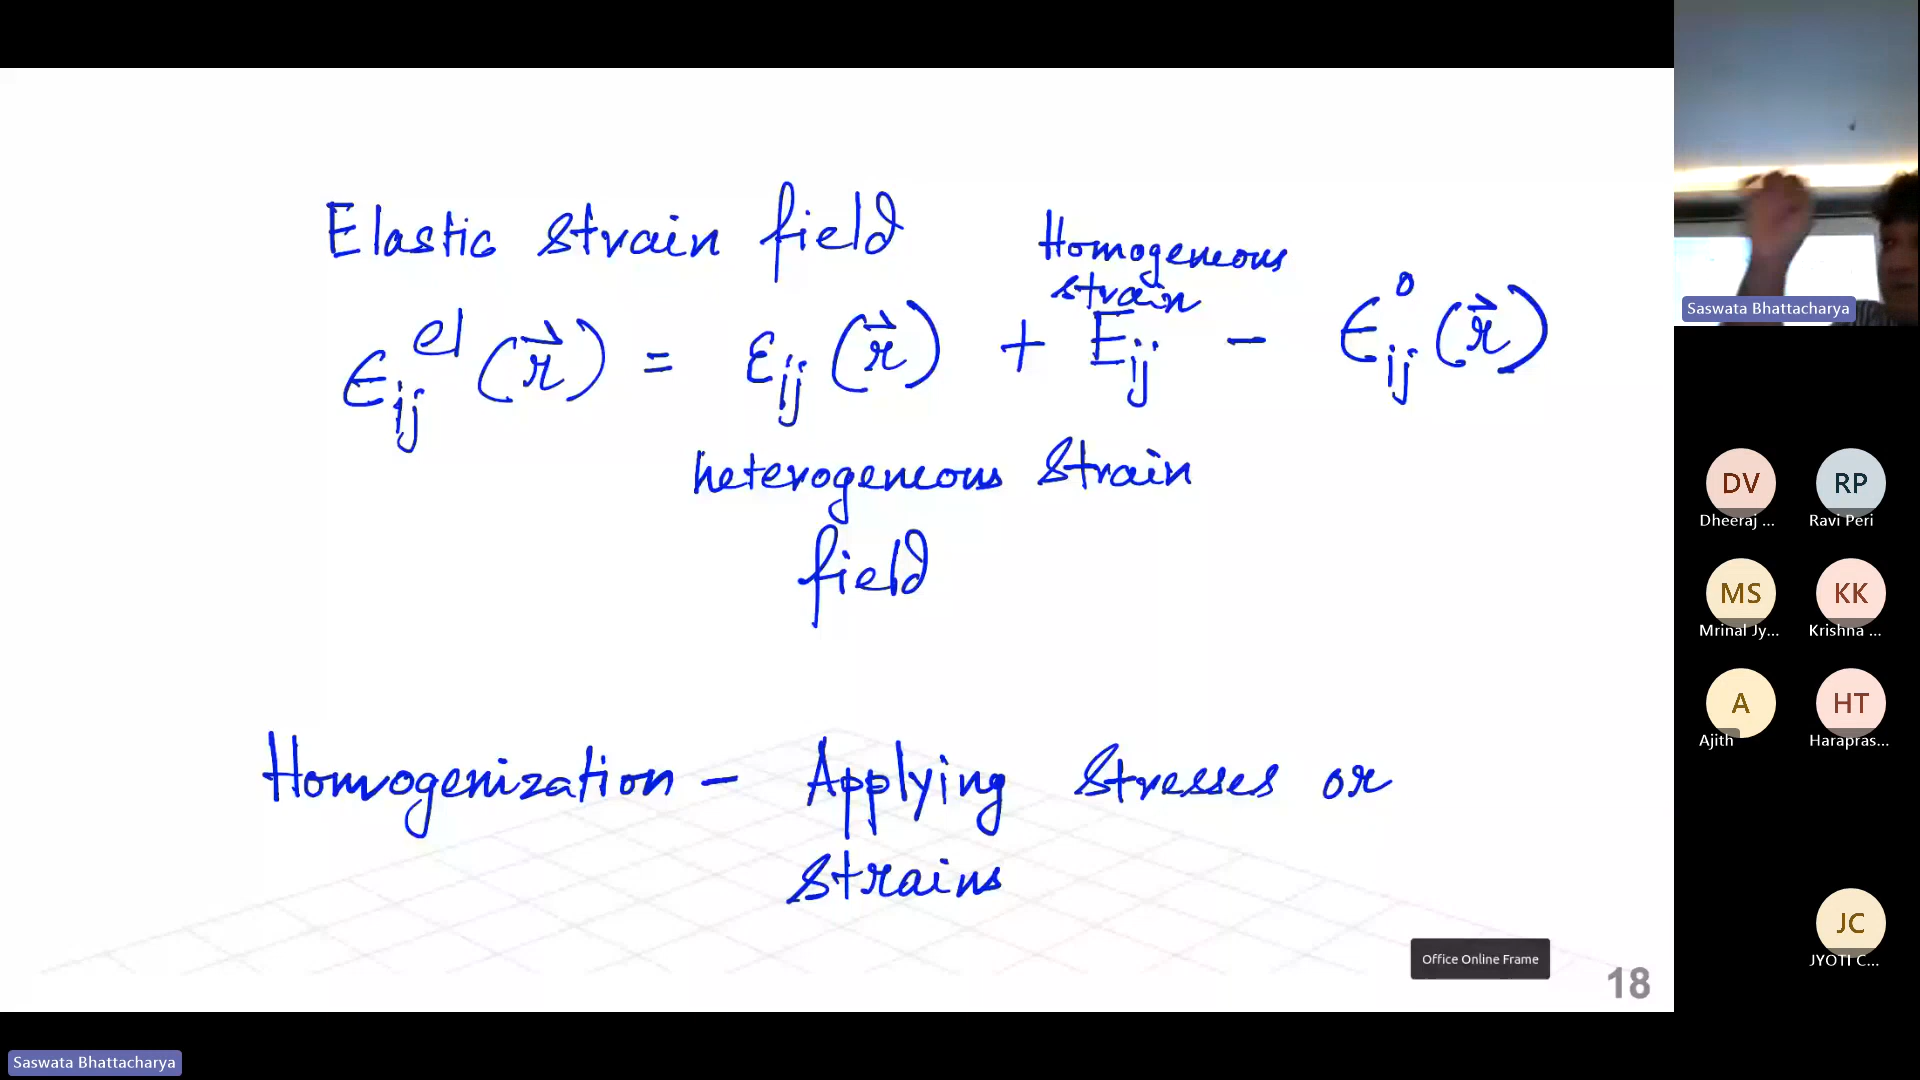 Elastic strain field
Homogeneous
strain
ϵ_ij^el (r⃗) = ε_ij (r⃗) + E_ij − ϵ_ij^0 (r⃗)
heterogeneous strain
field
Homogenization – Applying stresses or
strains
Office Online Frame
18
Saswata Bhattacharya
DV
RP
Dheeraj ...
Ravi Peri
MS
KK
Mrinal Jy...
Krishna ...
A
HT
Ajith
Harapras...
JC
JYOTI C...
Saswata Bhattacharya